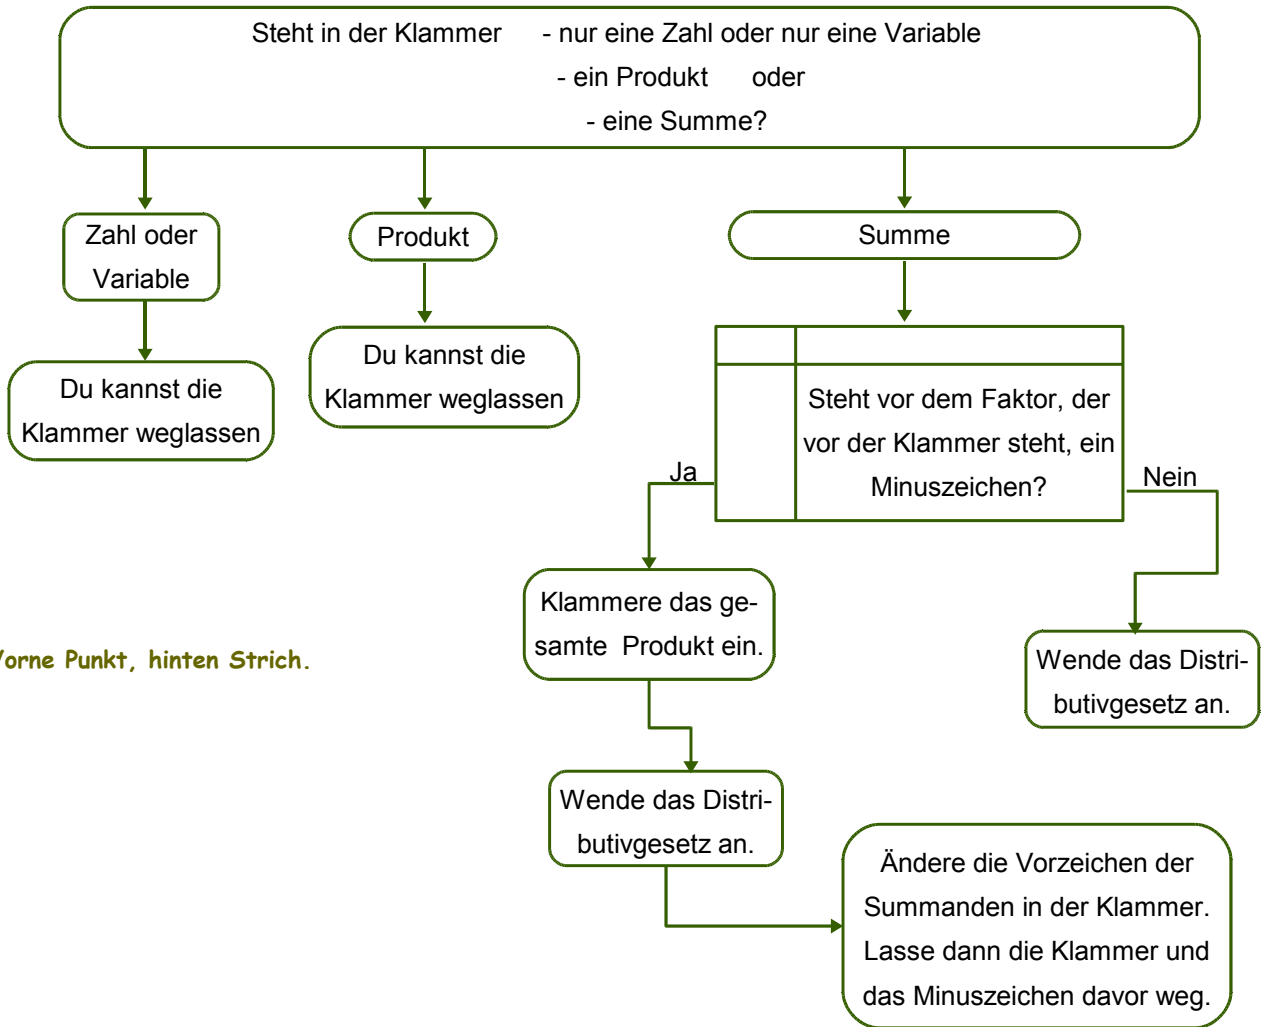 Steht in der Klammer - nur eine Zahl oder nur eine Variable
- ein Produkt oder
- eine Summe?
Zahl oder
Variable
Produkt
Summe
Du kannst die
Klammer weglassen
Du kannst die
Klammer weglassen
Steht vor dem Faktor, der
vor der Klammer steht, ein
Minuszeichen?
Ja
Nein
Klammere das ge-
samte Produkt ein.
Vorne Punkt, hinten Strich.
Wende das Distri-
butivgesetz an.
Wende das Distri-
butivgesetz an.
Ändere die Vorzeichen der
Summanden in der Klammer.
Lasse dann die Klammer und
das Minuszeichen davor weg.